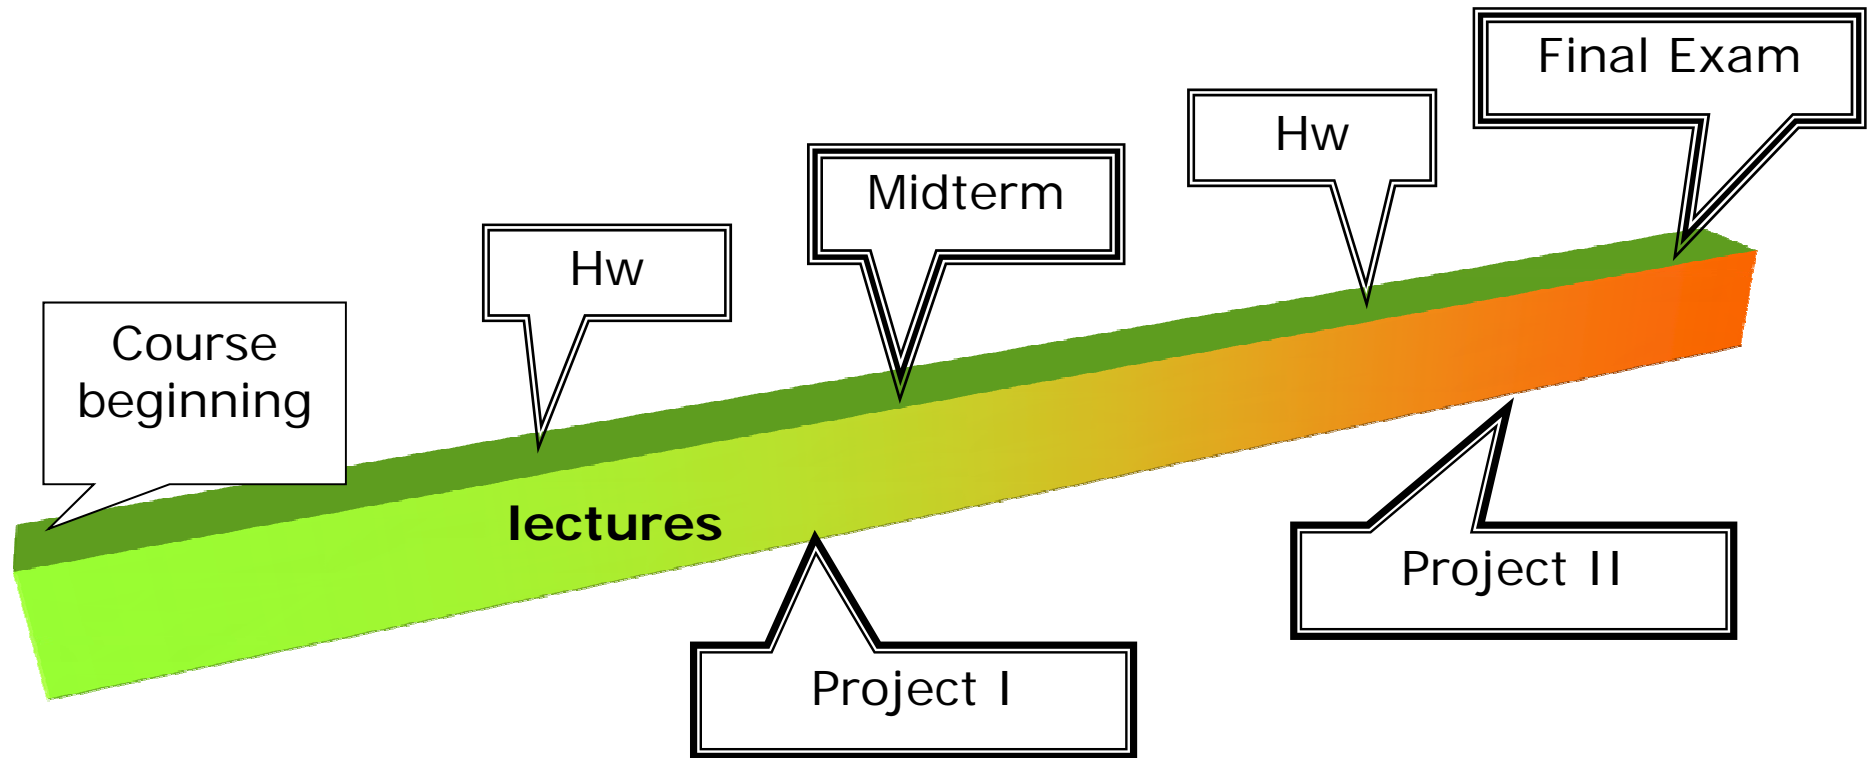 Final Exam
Hw
Midterm
Hw
Course
beginning
lectures
Project II
Project I